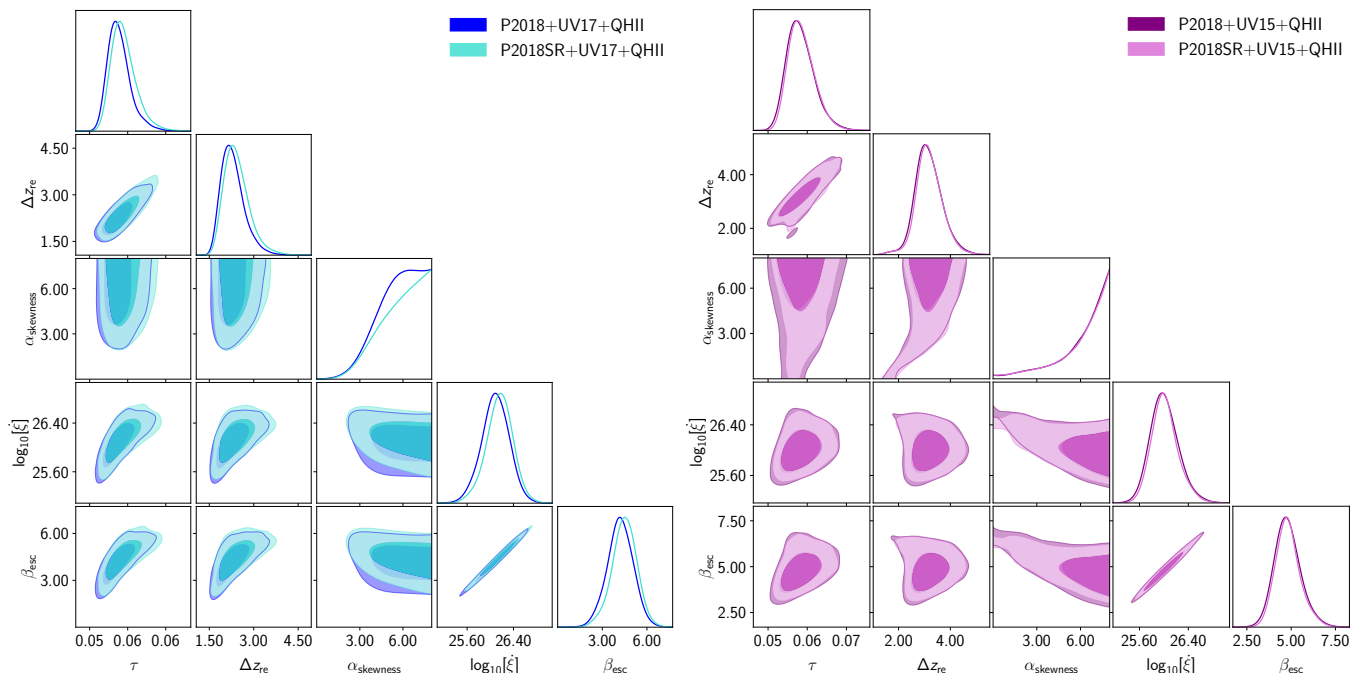 P2018+UV17+QHII
P2018SR+UV17+QHII
4.50
3.00
1.50
Δz_re
6.00
3.00
α_skewness
26.40
25.60
log₁₀[ξ̇]
6.00
3.00
β_esc
0.05 0.06 0.06
τ
1.50 3.00 4.50
Δz_re
3.00 6.00
α_skewness
25.60 26.40
log₁₀[ξ̇]
3.00 6.00
β_esc
P2018+UV15+QHII
P2018SR+UV15+QHII
4.00
2.00
Δz_re
6.00
3.00
α_skewness
26.40
25.60
log₁₀[ξ̇]
7.50
5.00
2.50
β_esc
0.05 0.06 0.07
τ
2.00 4.00
Δz_re
3.00 6.00
α_skewness
25.60 26.40
log₁₀[ξ̇]
2.50 5.00 7.50
β_esc